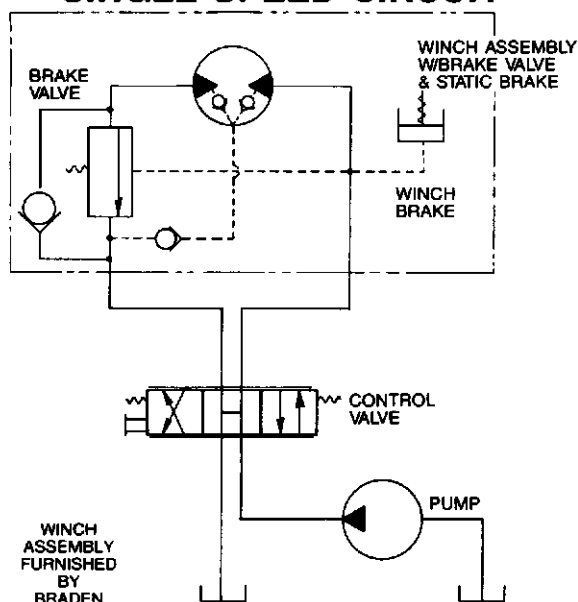 SINGLE SPEED CIRCUIT
WINCH ASSEMBLY
W/BRAKE VALVE
& STATIC BRAKE
BRAKE
VALVE
WINCH
BRAKE
CONTROL
VALVE
PUMP
WINCH
ASSEMBLY
FURNISHED
BY
BRADEN